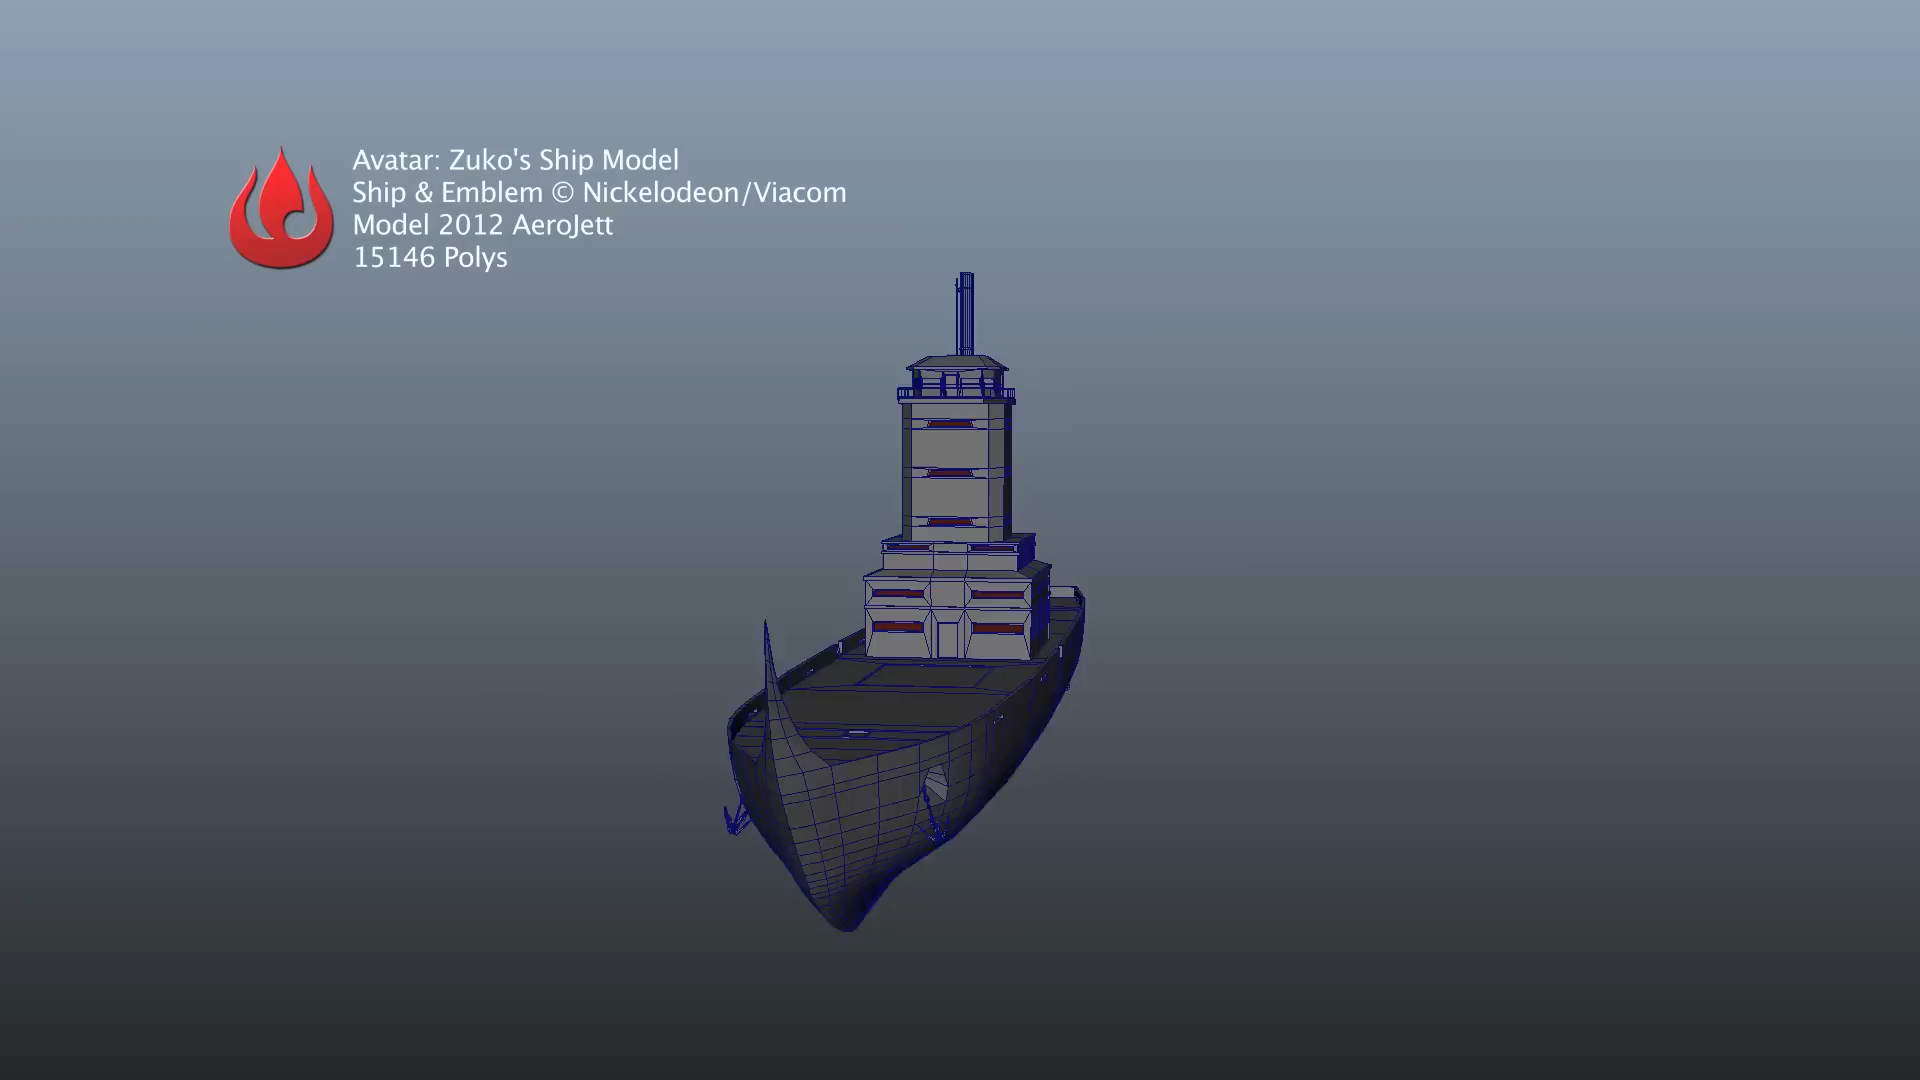 Avatar: Zuko's Ship Model
Ship & Emblem © Nickelodeon/Viacom
Model 2012 AeroJett
15146 Polys